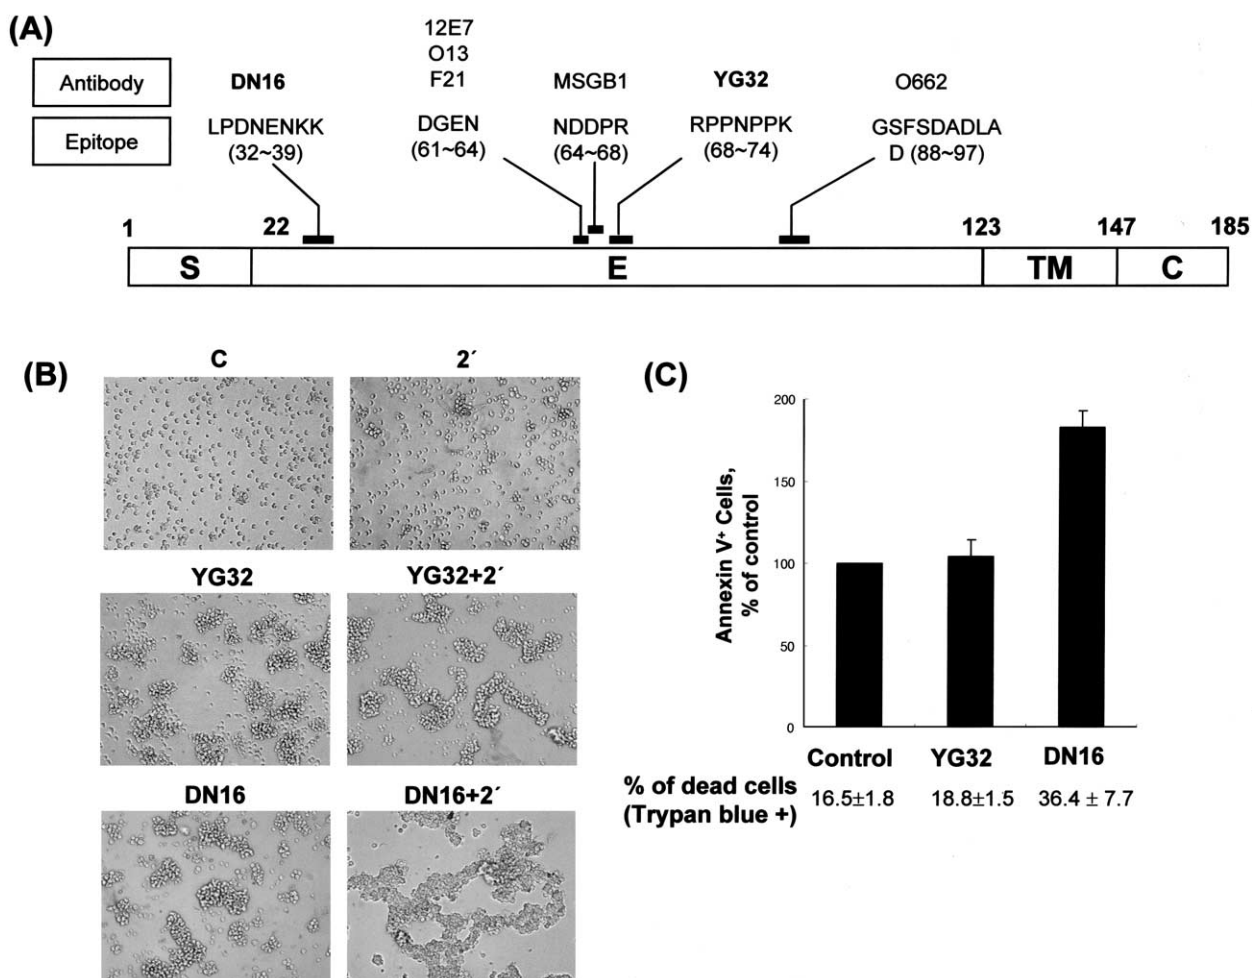 (A)
Antibody
DN16
12E7
O13
F21
MSGB1
YG32
O662
Epitope
LPDNENKK
(32~39)
DGEN
(61~64)
NDDPR
(64~68)
RPPNPPK
(68~74)
GSFSDADLA
D (88~97)
1
22
123
147
185
S
E
TM
C
(B)
C
2´
YG32
YG32+2´
DN16
DN16+2´
(C)
Annexin V⁺ Cells,
% of control
200
150
100
50
0
Control
YG32
DN16
% of dead cells
(Trypan blue +)
16.5±1.8
18.8±1.5
36.4 ± 7.7